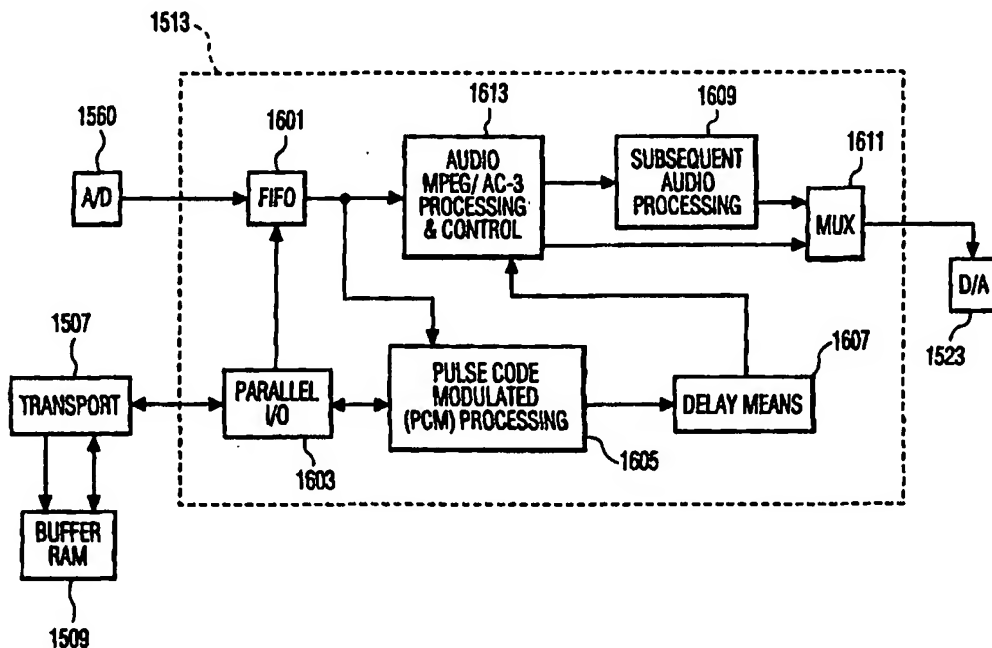 1513
1560
A/D
1601
FIFO
1613
AUDIO
MPEG/ AC-3
PROCESSING
& CONTROL
1609
SUBSEQUENT
AUDIO
PROCESSING
1611
MUX
D/A
1523
1507
TRANSPORT
PARALLEL
I/O
1603
PULSE CODE
MODULATED
(PCM) PROCESSING
1605
1607
DELAY MEANS
BUFFER
RAM
1509